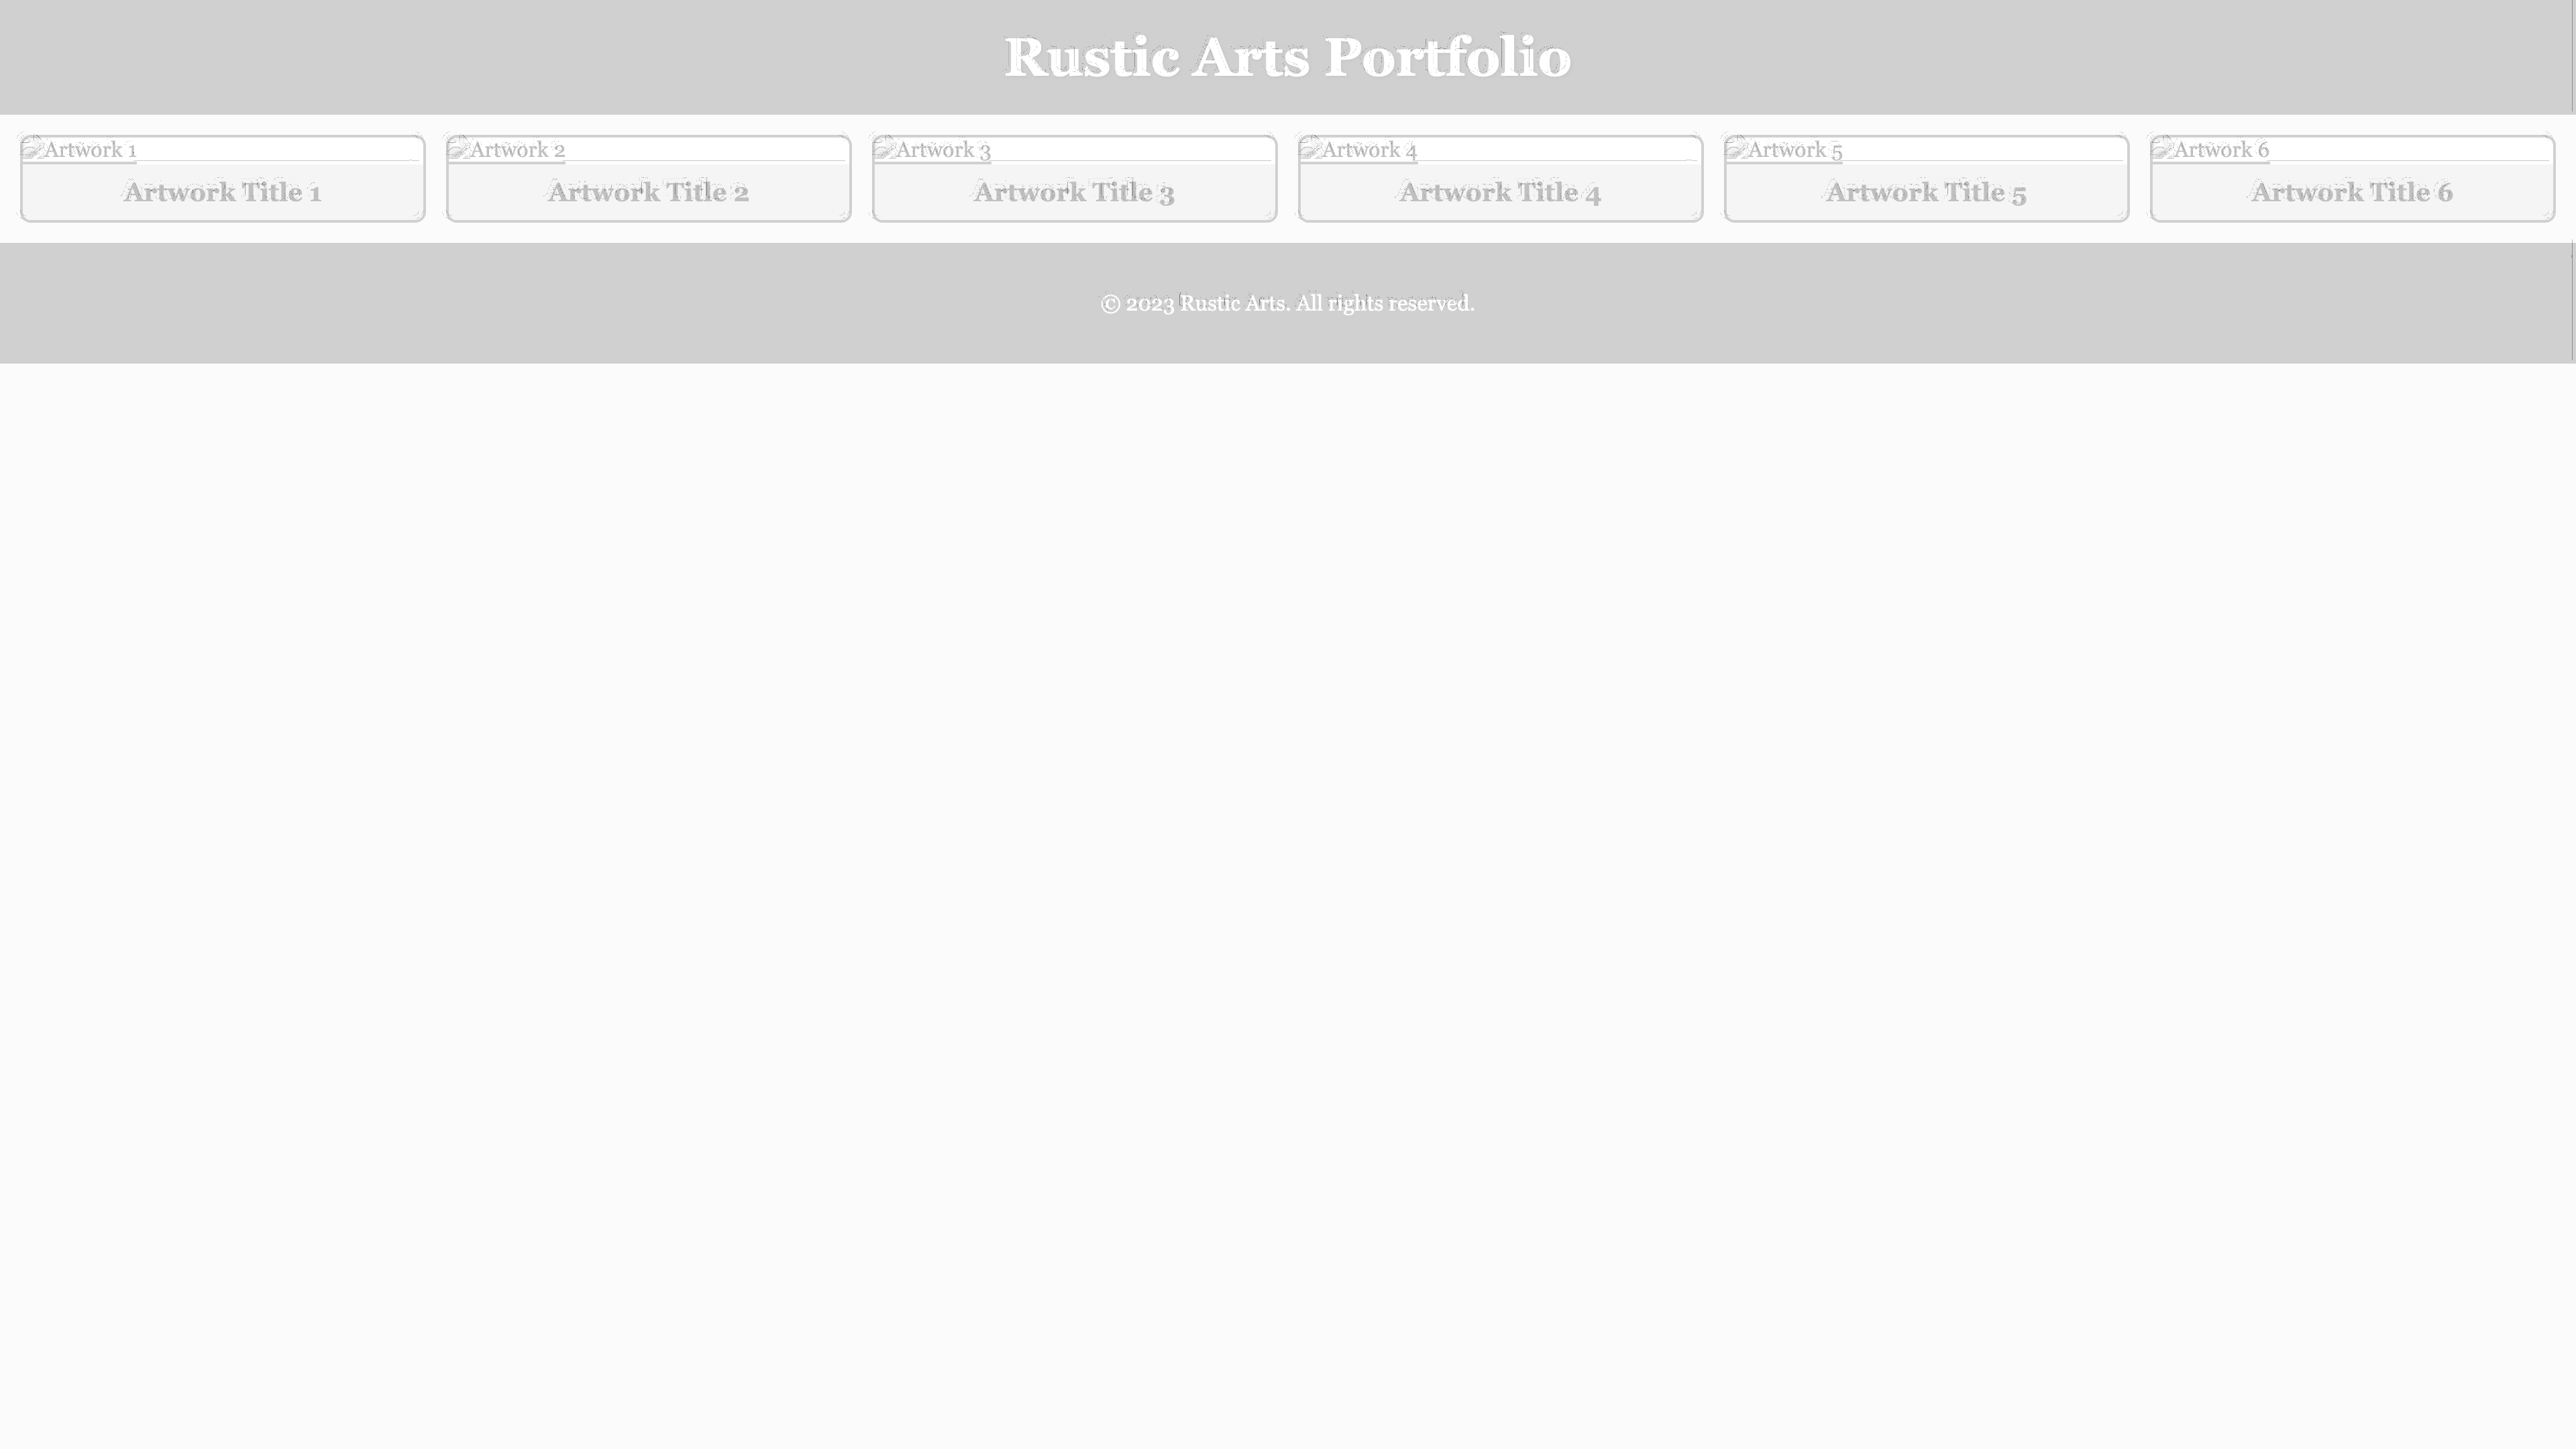 Rustic Arts Portfolio
Artwork 1
Artwork Title 1
Artwork 2
Artwork Title 2
Artwork 3
Artwork Title 3
Artwork 4
Artwork Title 4
Artwork 5
Artwork Title 5
Artwork 6
Artwork Title 6
© 2023 Rustic Arts. All rights reserved.